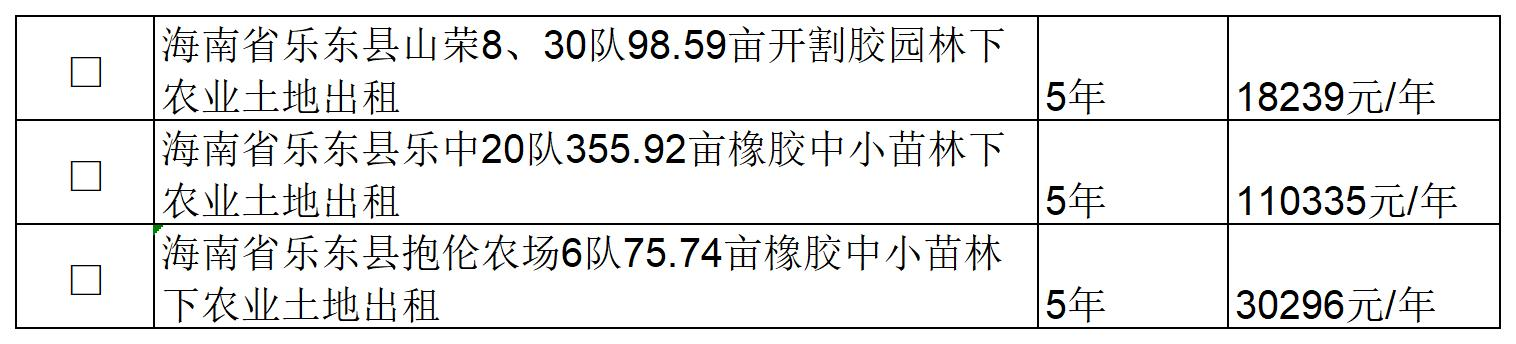 □
海南省乐东县山荣8、30队98.59亩开割胶园林下
农业土地出租
5年
18239元/年
□
海南省乐东县乐中20队355.92亩橡胶中小苗林下
农业土地出租
5年
110335元/年
□
海南省乐东县抱伦农场6队75.74亩橡胶中小苗林
下农业土地出租
5年
30296元/年